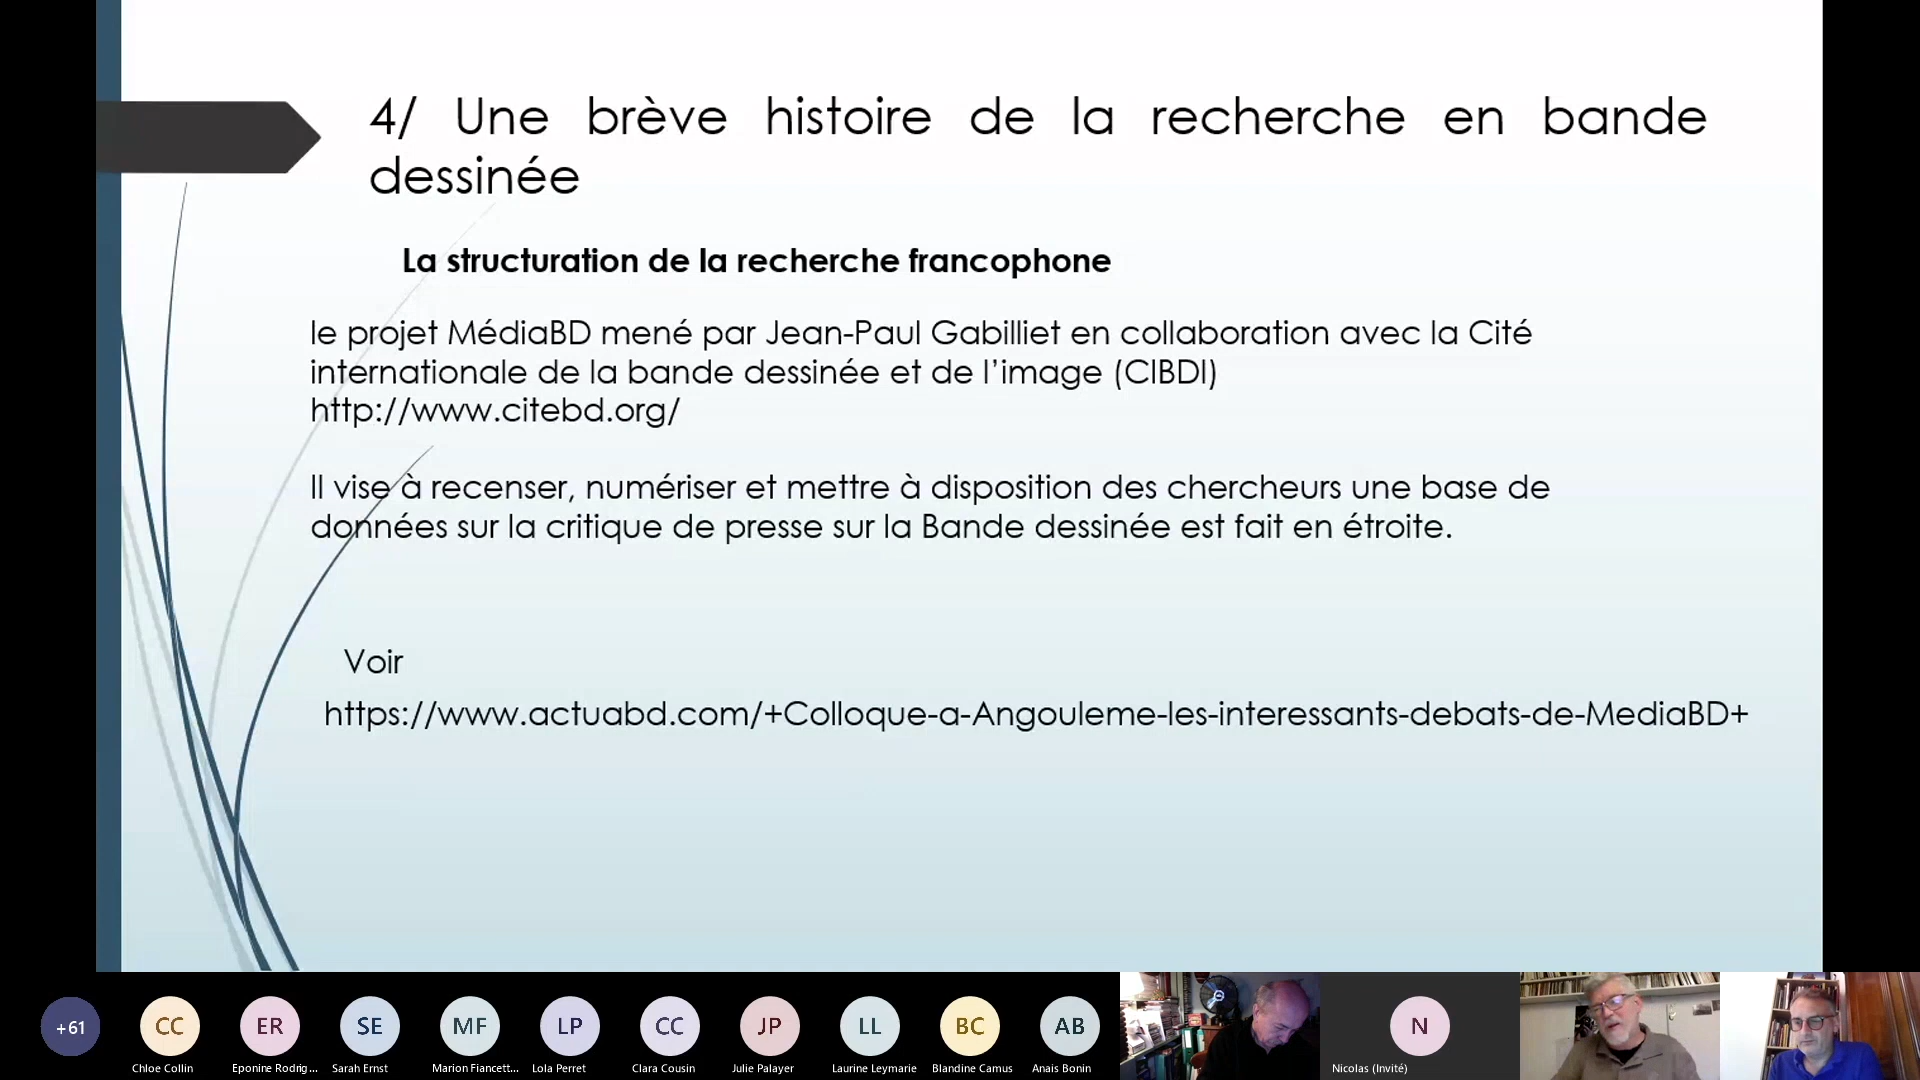 4/ Une brève histoire de la recherche en bande
dessinée
La structuration de la recherche francophone
le projet MédiaBD mené par Jean-Paul Gabilliet en collaboration avec la Cité
internationale de la bande dessinée et de l’image (CIBDI)
http://www.citebd.org/
Il vise à recenser, numériser et mettre à disposition des chercheurs une base de
données sur la critique de presse sur la Bande dessinée est fait en étroite.
Voir
https://www.actuabd.com/+Colloque-a-Angouleme-les-interessants-debats-de-MediaBD+
+61
CC
ER
SE
MF
LP
CC
JP
LL
BC
AB
N
Chloe Collin
Eponine Rodrig...
Sarah Ernst
Marion Fiancett...
Lola Perret
Clara Cousin
Julie Palayer
Laurine Leymarie
Blandine Camus
Anais Bonin
Nicolas (Invité)